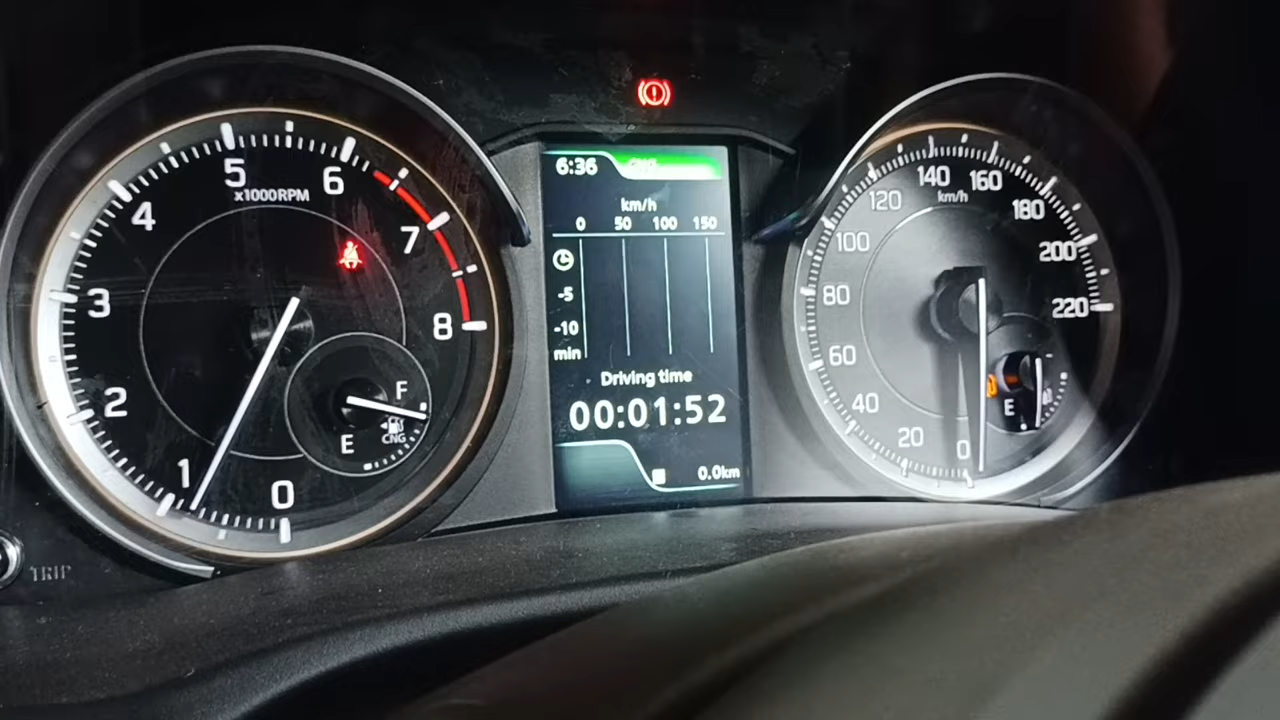 0
1
2
3
4
5
6
7
8
x1000RPM
F
E
CNG
TRIP
6:36
km/h
0 50 100 150
-5
-10
min
Driving time
00:01:52
0.0km
0
20
40
60
80
100
120
140
160
180
200
220
km/h
E